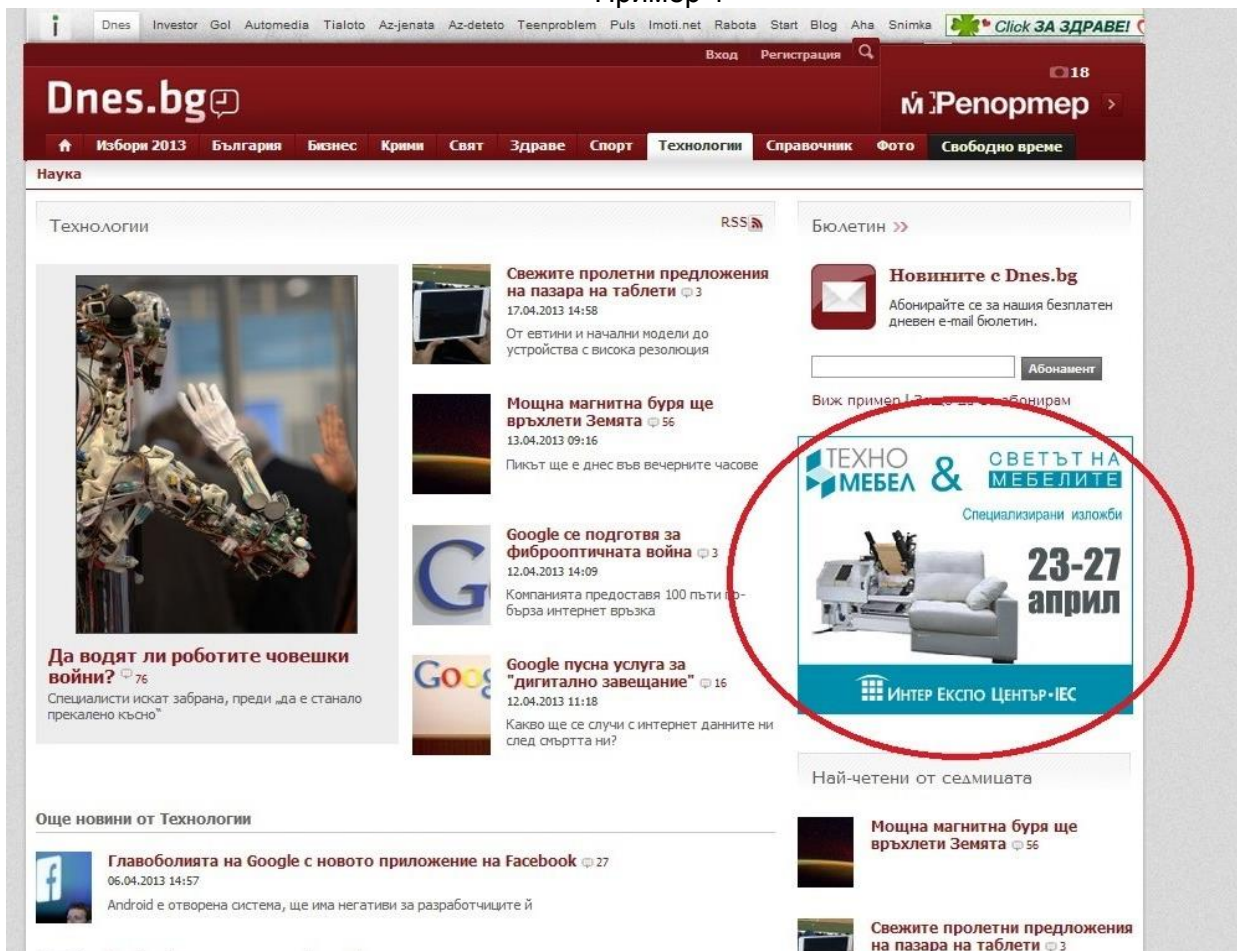 Dnes Investor Gol Automedia Tialoto Az-jenata Az-deteto Teenproblem Puls Imoti.net Rabota Start Blog Aha Snimka Click ЗА ЗДРАВЕ!
Вход Регистрация
18
Dnes.bg
Репортер
Избори 2013 България Бизнес Крими Свят Здраве Спорт Технологии Справочник Фото Свободно време
Наука
Технологии
RSS
Да водят ли роботите човешки
войни? 76
Специалисти искат забрана, преди „да е станало
прекалено късно“
Свежите пролетни предложения
на пазара на таблети 3
17.04.2013 14:58
От евтини и начални модели до
устройства с висока резолюция
Мощна магнитна буря ще
връхлети Земята 56
13.04.2013 09:16
Пикът ще е днес във вечерните часове
Google се подготвя за
фиброоптичната война 3
12.04.2013 14:09
Компанията предоставя 100 пъти по-
бърза интернет връзка
Google пусна услуга за
"дигитално завещание" 16
12.04.2013 11:18
Какво ще се случи с интернет данните ни
след смъртта ни?
Още новини от Технологии
Главоболията на Google с новото приложение на Facebook 27
06.04.2013 14:57
Android е отворена система, ще има негативи за разработчиците й
Бюлетин >>
Новините с Dnes.bg
Абонирайте се за нашия безплатен
дневен e-mail бюлетин.
Абонамент
Виж пример | Защо да се абонирам
ТЕХНО
МЕБЕЛ
&
СВЕТЪТ НА
МЕБЕЛИТЕ
Специализирани изложби
23-27
април
Интер Експо Център•IEC
Най-четени от седмицата
Мощна магнитна буря ще
връхлети Земята 56
Свежите пролетни предложения
на пазара на таблети 3